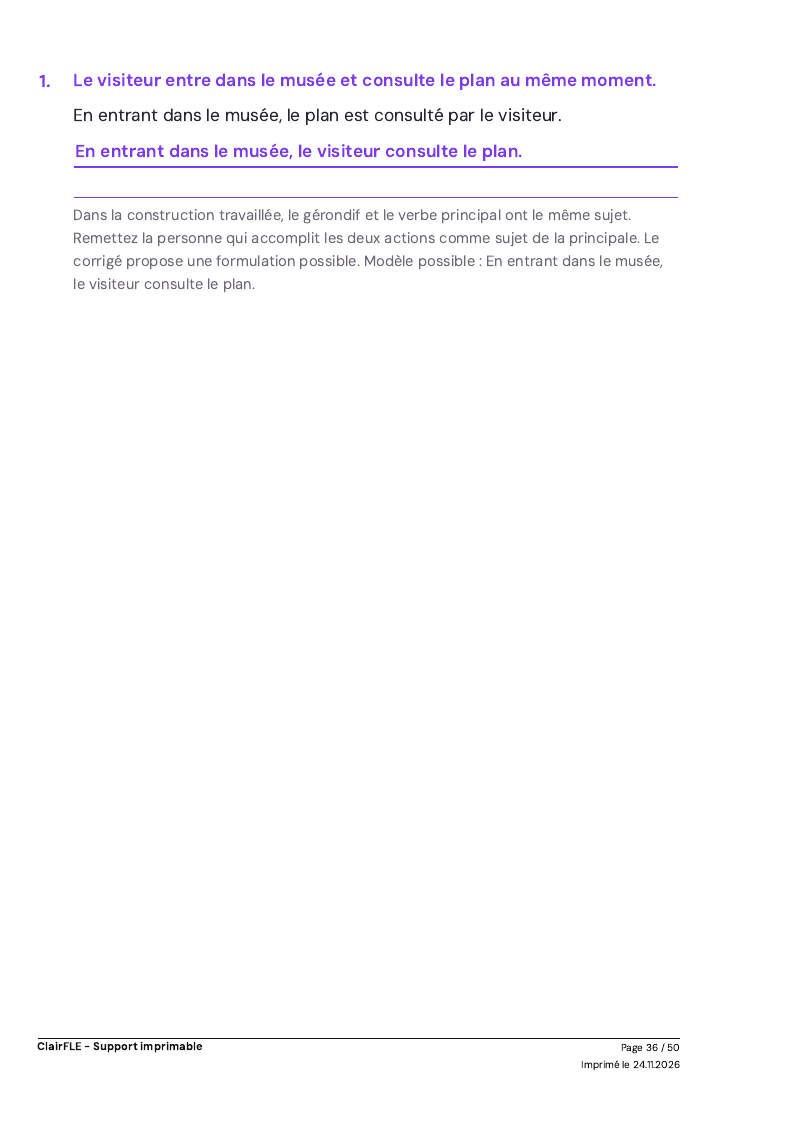 1. Le visiteur entre dans le musée et consulte le plan au même moment.
En entrant dans le musée, le plan est consulté par le visiteur.
En entrant dans le musée, le visiteur consulte le plan.
Dans la construction travaillée, le gérondif et le verbe principal ont le même sujet.
Remettez la personne qui accomplit les deux actions comme sujet de la principale. Le
corrigé propose une formulation possible. Modèle possible : En entrant dans le musée,
le visiteur consulte le plan.
ClairFLE - Support imprimable
Page 36 / 50
Imprimé le 24.11.2026